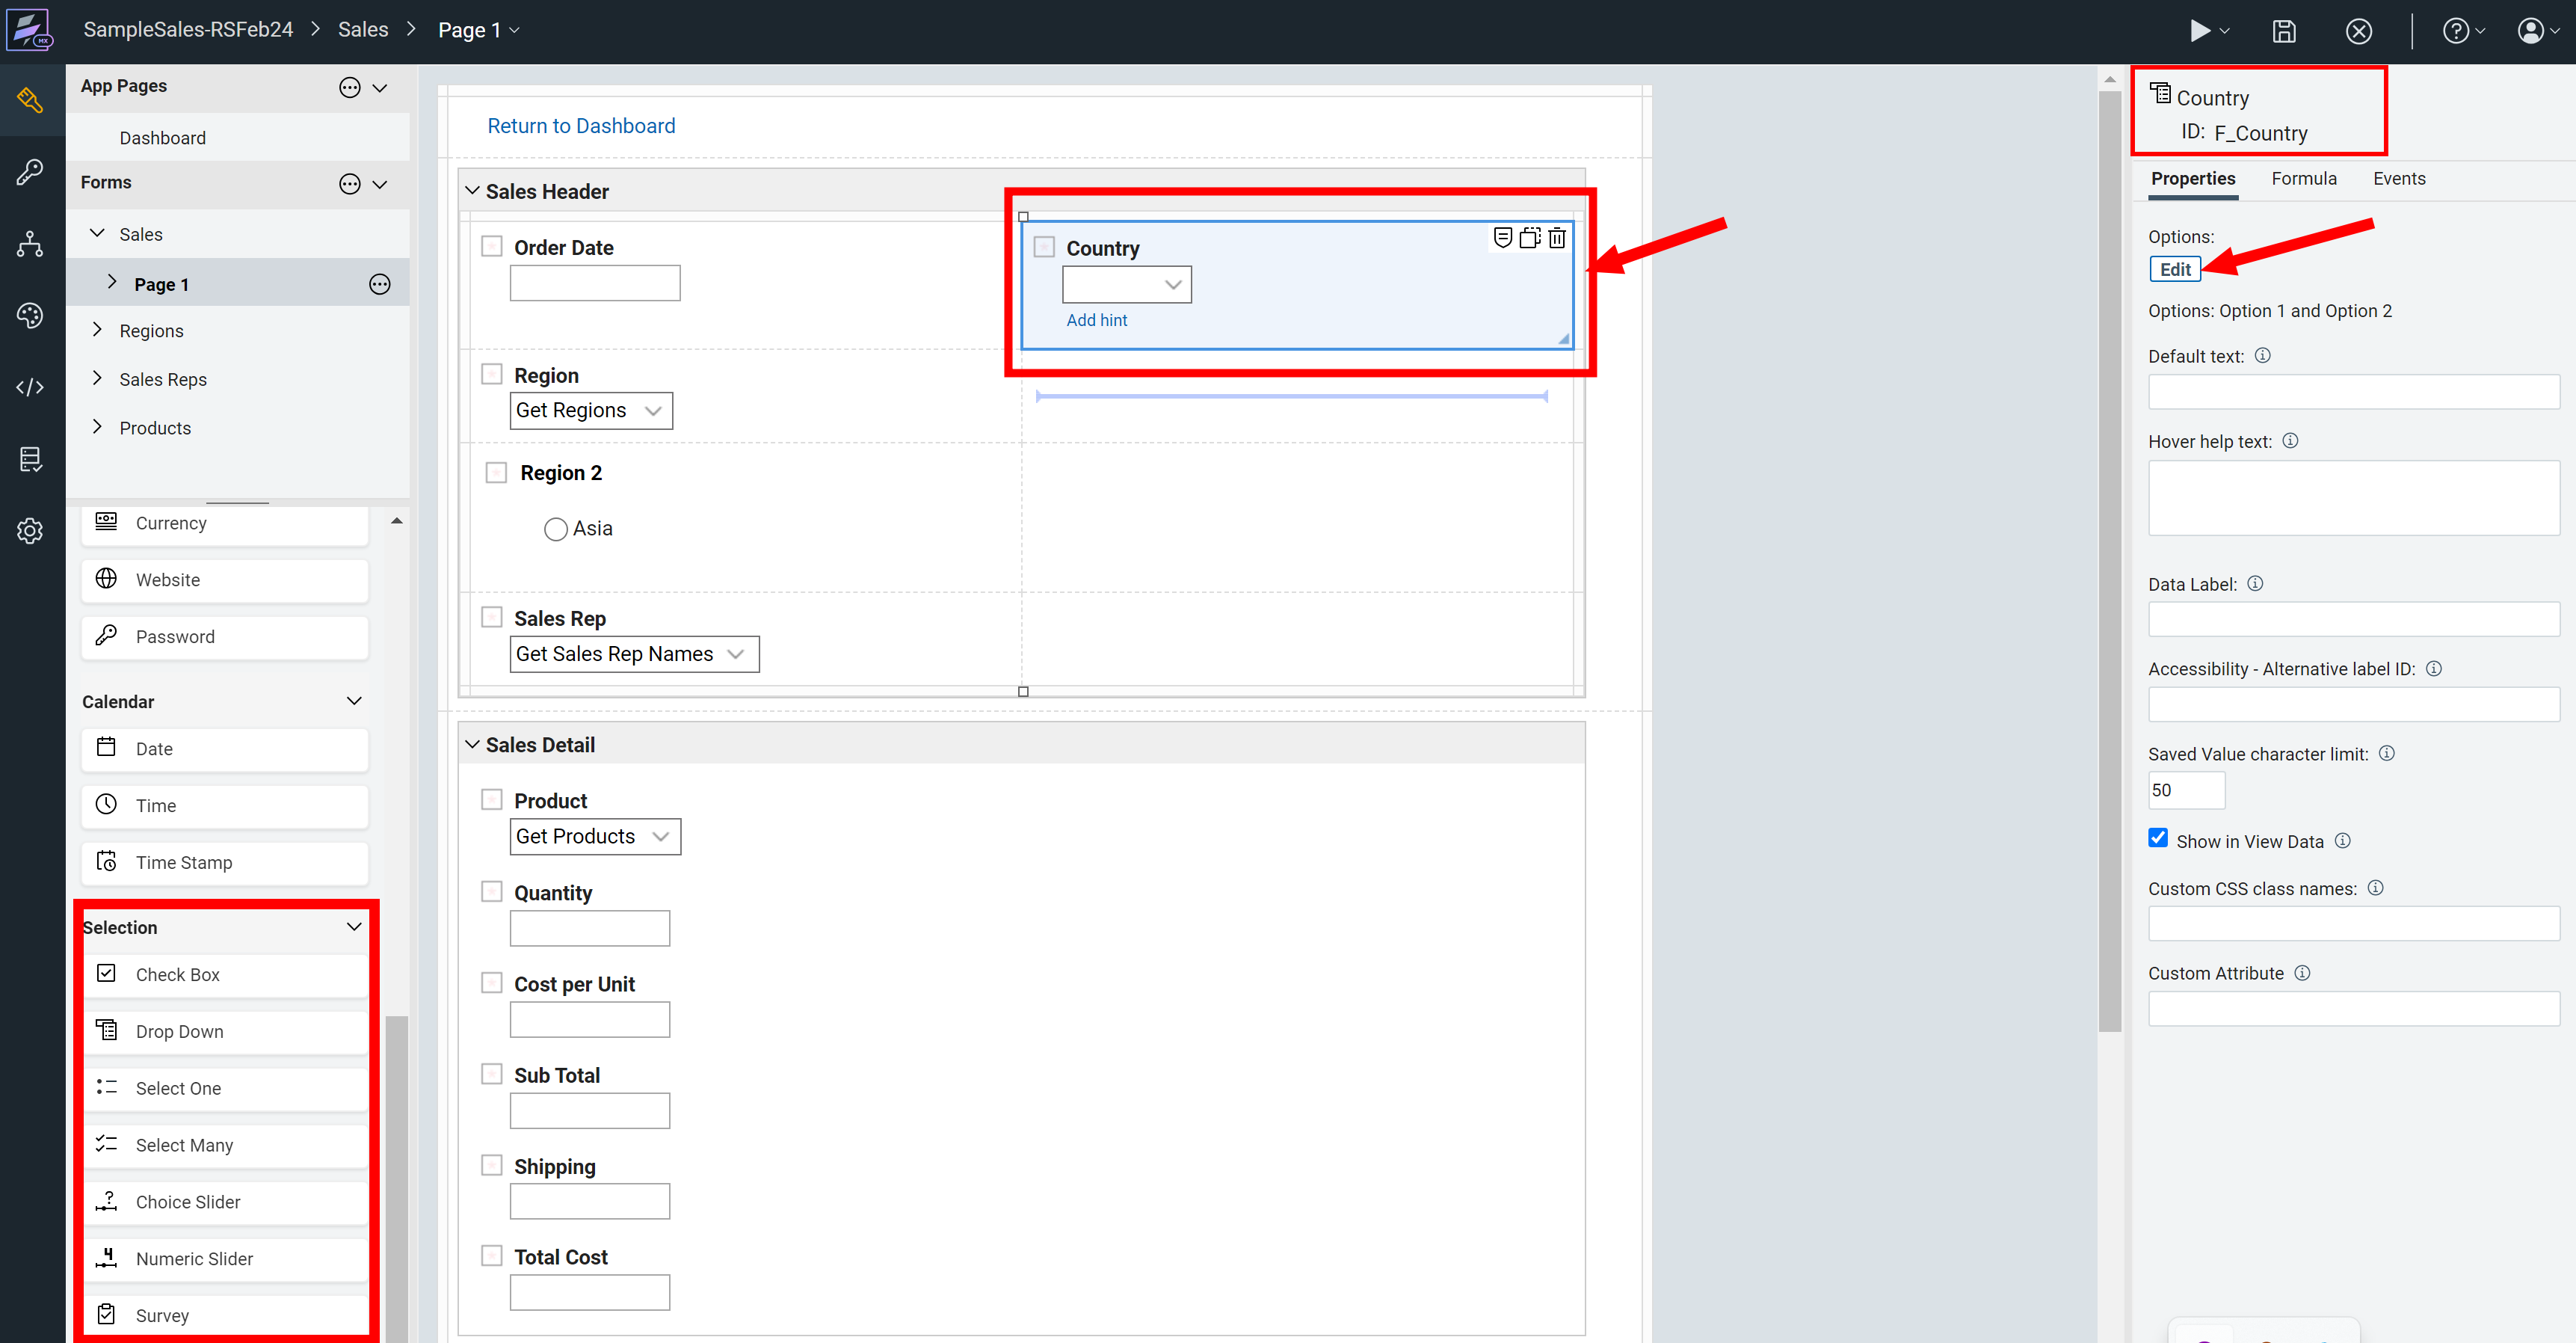 SampleSales-RSFeb24 > Sales > Page 1
App Pages
Dashboard
Forms
Sales
Page 1
Regions
Sales Reps
Products
Currency
Website
Password
Calendar
Date
Time
Time Stamp
Selection
Check Box
Drop Down
Select One
Select Many
Choice Slider
Numeric Slider
Survey
Return to Dashboard
Sales Header
Order Date
Country
Add hint
Region
Get Regions
Region 2
Asia
Sales Rep
Get Sales Rep Names
Sales Detail
Product
Get Products
Quantity
Cost per Unit
Sub Total
Shipping
Total Cost
Country
ID: F_Country
Properties Formula Events
Options:
Edit
Options: Option 1 and Option 2
Default text:
Hover help text:
Data Label:
Accessibility - Alternative label ID:
Saved Value character limit:
50
Show in View Data
Custom CSS class names:
Custom Attribute